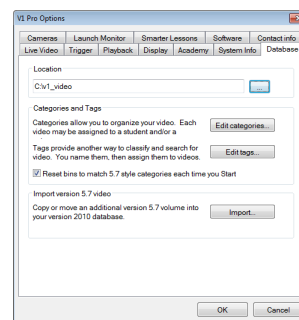 V1 Pro Options
Cameras Launch Monitor Smarter Lessons Software Contact info
Live Video Trigger Playback Display Academy System Info Database
Location
C:\v1_video
...
Categories and Tags
Categories allow you to organize your video. Each
video may be assigned to a student and/or a
Edit categories...
Tags provide another way to classify and search for
video. You name them, then assign them to videos.
Edit tags...
Reset bins to match 5.7 style categories each time you Start
Import version 5.7 video
Copy or move an additional version 5.7 volume into
your version 2010 database.
Import...
OK Cancel